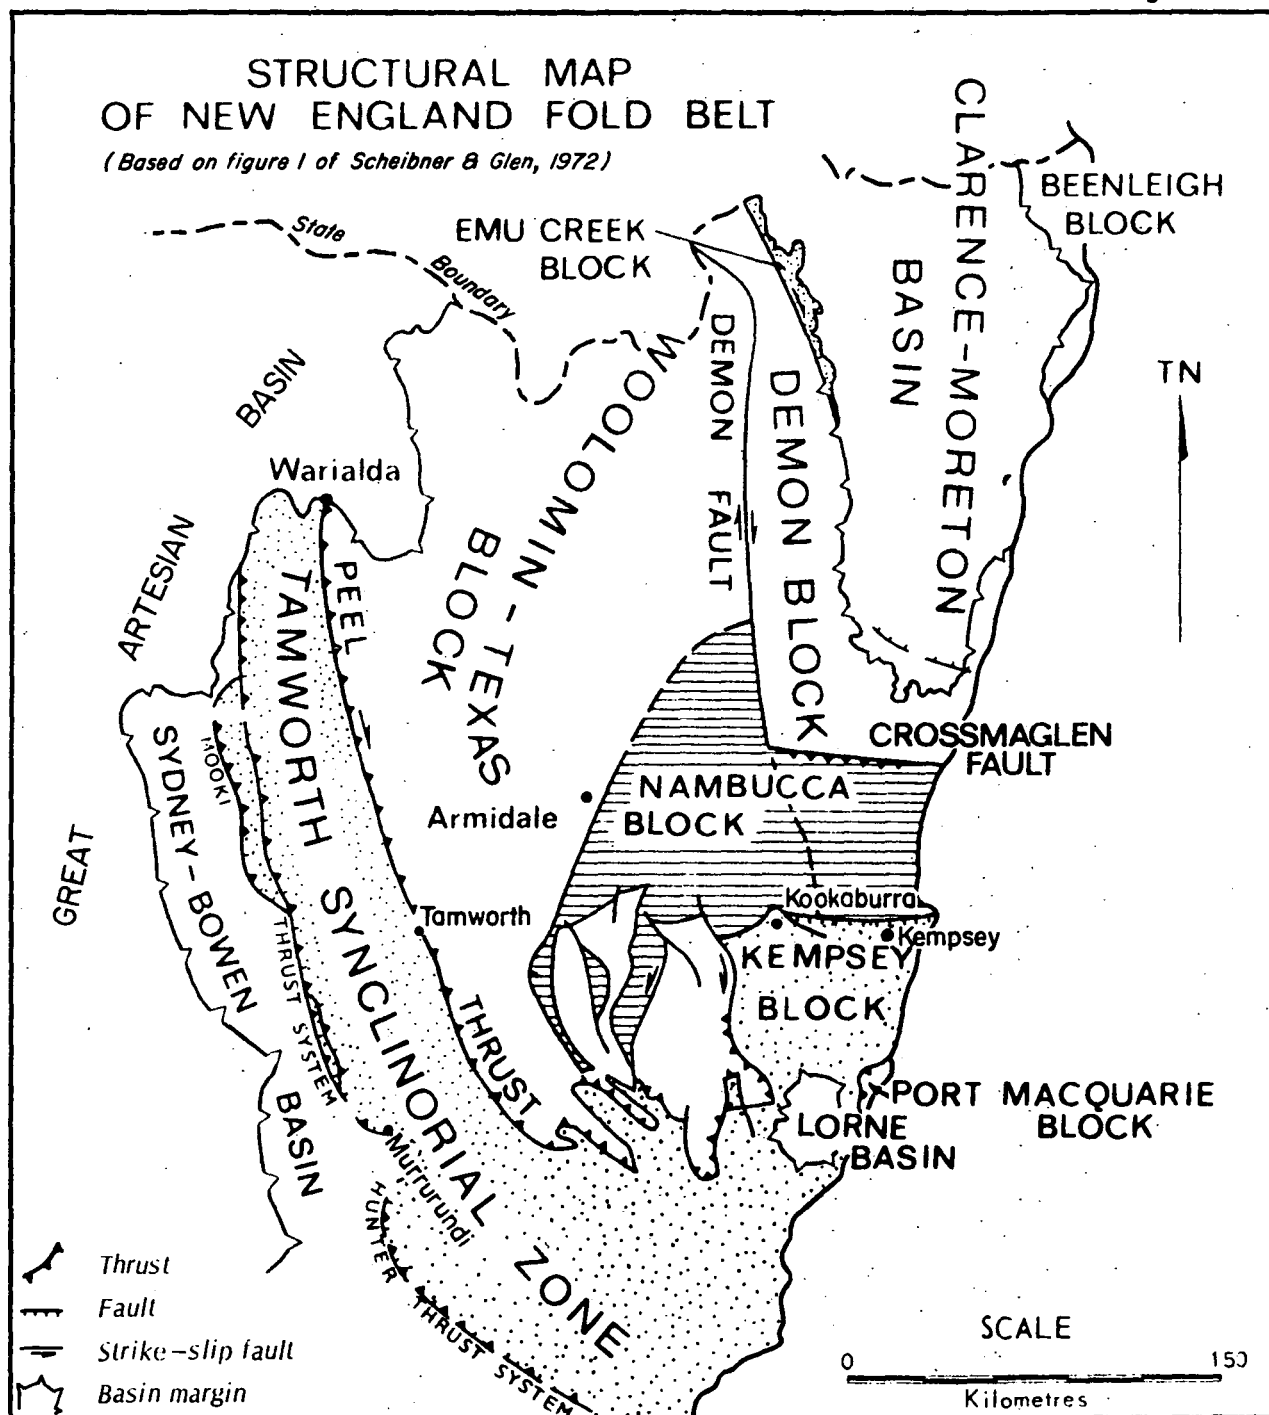 STRUCTURAL MAP
OF NEW ENGLAND FOLD BELT
(Based on figure 1 of Scheibner & Glen, 1972)
State
Boundary
EMU CREEK
BLOCK
CLARENCE-MORETON
BASIN
BEENLEIGH
BLOCK
TN
GREAT
ARTESIAN
BASIN
Warialda
WOOLOMIN-TEXAS
BLOCK
DEMON
FAULT
DEMON BLOCK
PEEL
THRUST
TAMWORTH
SYNCLINORIAL
ZONE
MOOKI
THRUST SYSTEM
SYDNEY-BOWEN
BASIN
CROSSMAGLEN
FAULT
NAMBUCCA
BLOCK
Armidale
Tamworth
Kookaburra
Kempsey
KEMPSEY
BLOCK
PORT MACQUARIE
BLOCK
LORNE
BASIN
Murrurundi
HUNTER
THRUST SYSTEM
Thrust
Fault
Strike-slip fault
Basin margin
SCALE
0 150
Kilometres